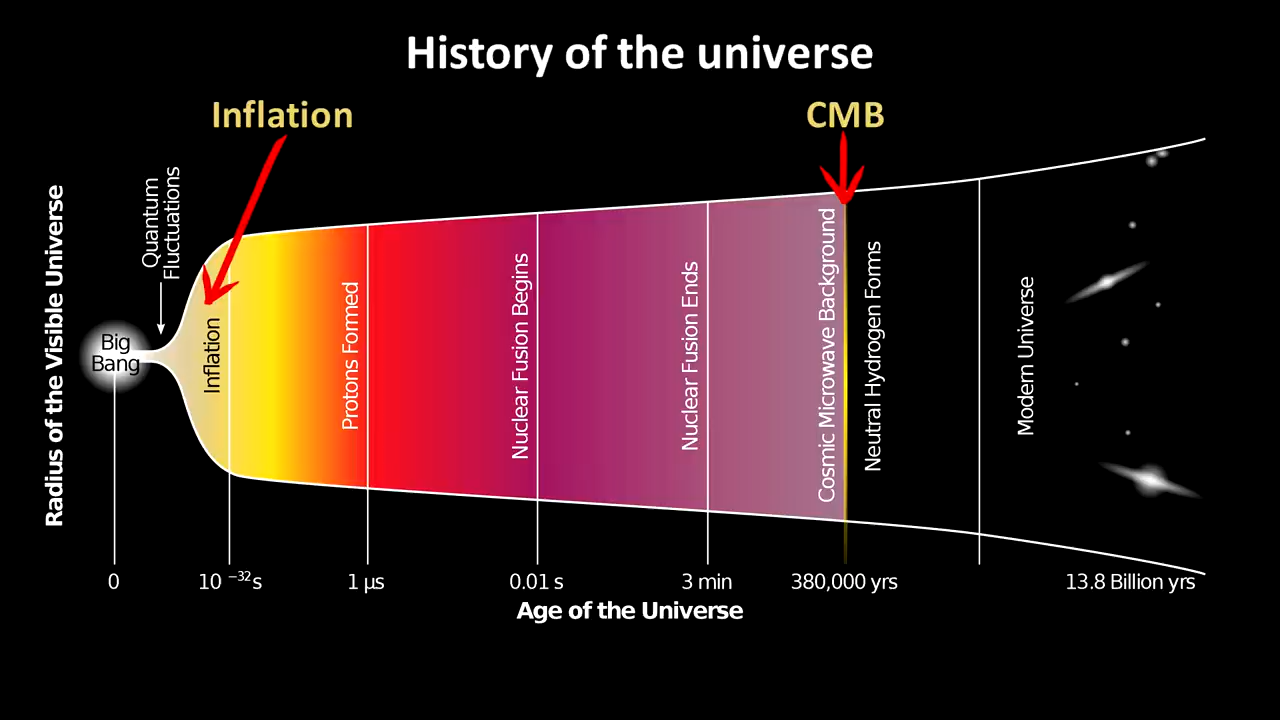 History of the universe
Inflation
CMB
Radius of the Visible Universe
Quantum
Fluctuations
Big
Bang
Inflation
Protons Formed
Nuclear Fusion Begins
Nuclear Fusion Ends
Cosmic Microwave Background
Neutral Hydrogen Forms
Modern Universe
0
10 ⁻³²s
1 µs
0.01 s
3 min
380,000 yrs
13.8 Billion yrs
Age of the Universe